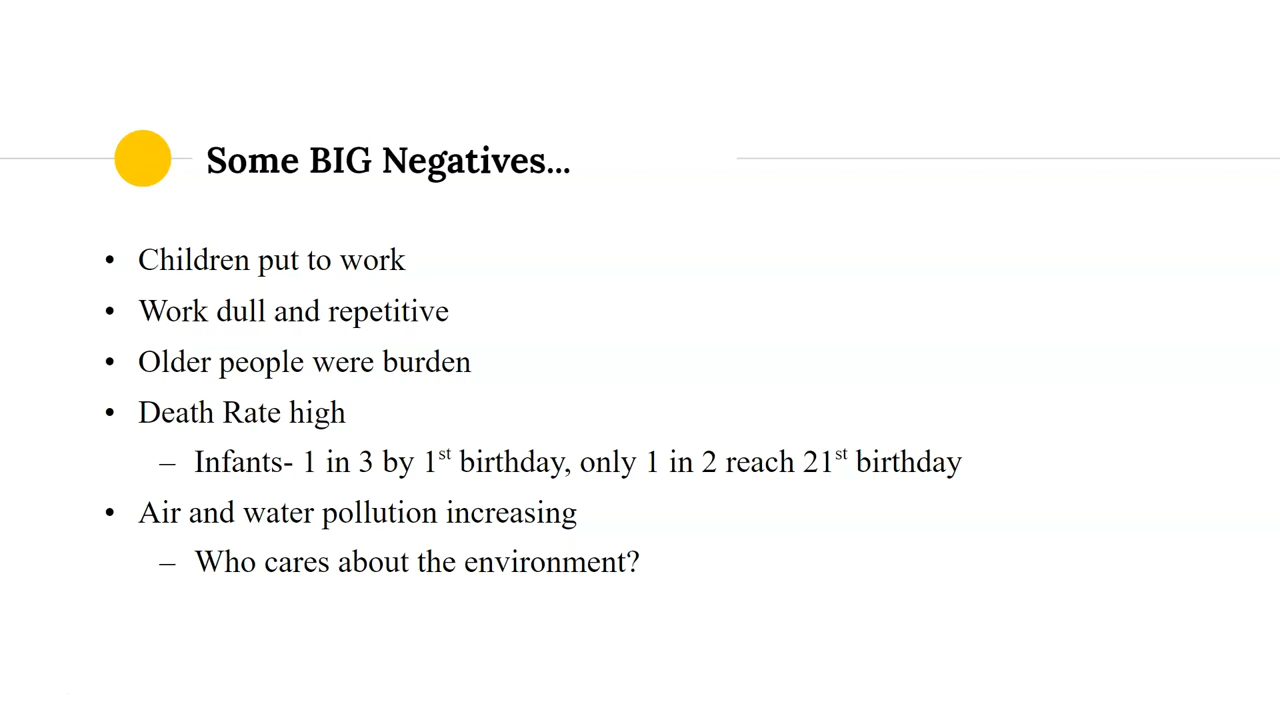 Some BIG Negatives...
• Children put to work
• Work dull and repetitive
• Older people were burden
• Death Rate high
– Infants- 1 in 3 by 1st birthday, only 1 in 2 reach 21st birthday
• Air and water pollution increasing
– Who cares about the environment?